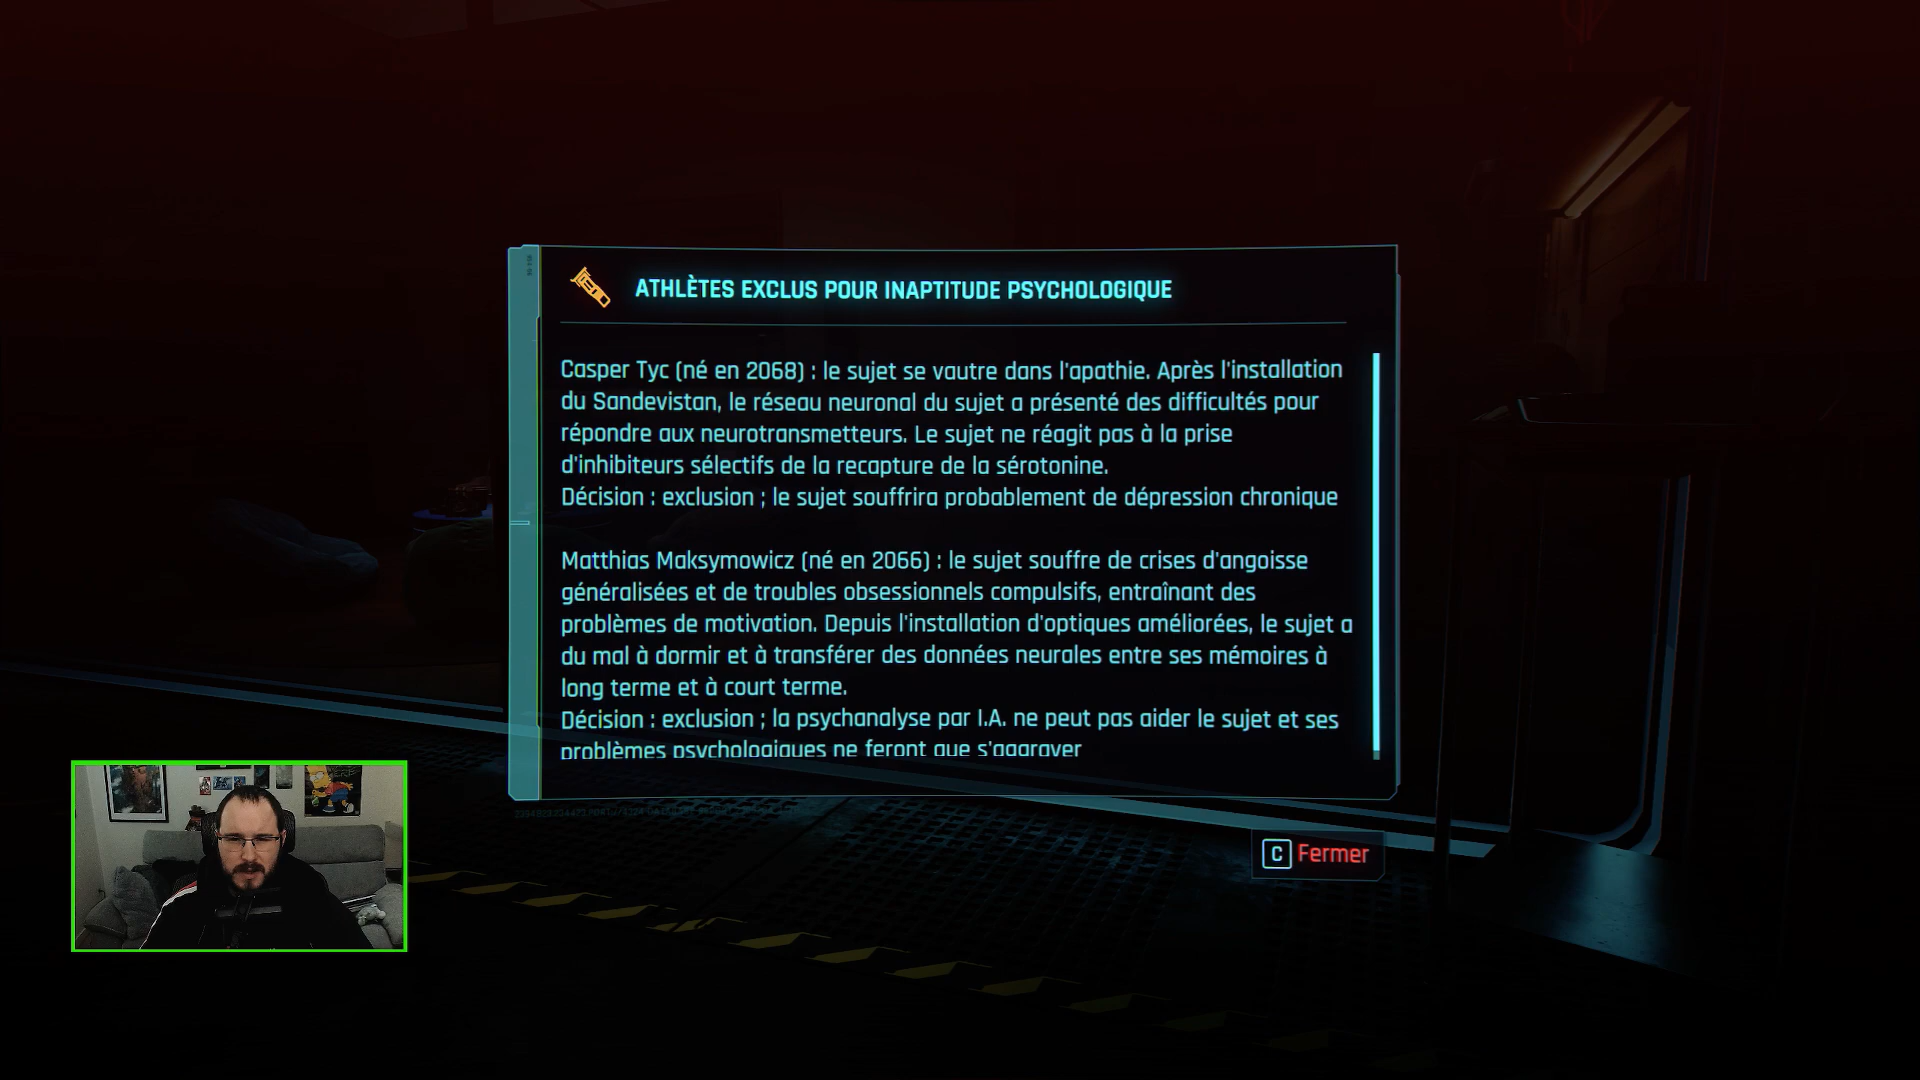 ATHLÈTES EXCLUS POUR INAPTITUDE PSYCHOLOGIQUE
Casper Tyc (né en 2068) : le sujet se vautre dans l'apathie. Après l'installation
du Sandevistan, le réseau neuronal du sujet a présenté des difficultés pour
répondre aux neurotransmetteurs. Le sujet ne réagit pas à la prise
d'inhibiteurs sélectifs de la recapture de la sérotonine.
Décision : exclusion ; le sujet souffrira probablement de dépression chronique
Matthias Maksymowicz (né en 2066) : le sujet souffre de crises d'angoisse
généralisées et de troubles obsessionnels compulsifs, entraînant des
problèmes de motivation. Depuis l'installation d'optiques améliorées, le sujet a
du mal à dormir et à transférer des données neurales entre ses mémoires à
long terme et à court terme.
Décision : exclusion ; la psychanalyse par I.A. ne peut pas aider le sujet et ses
problèmes psychologiques ne feront que s'aggraver
C Fermer